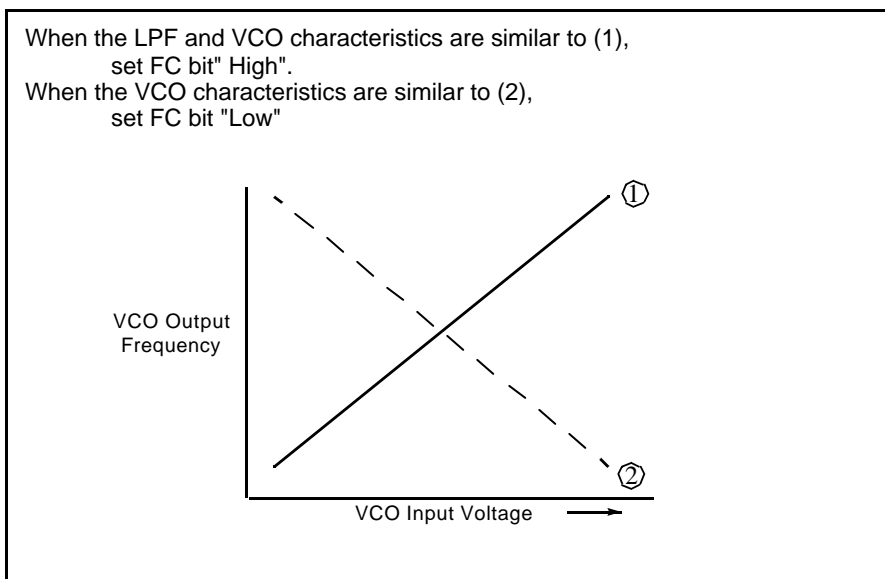 When the LPF and VCO characteristics are similar to (1),
set FC bit" High".
When the VCO characteristics are similar to (2),
set FC bit "Low"
①
VCO Output
Frequency
②
VCO Input Voltage